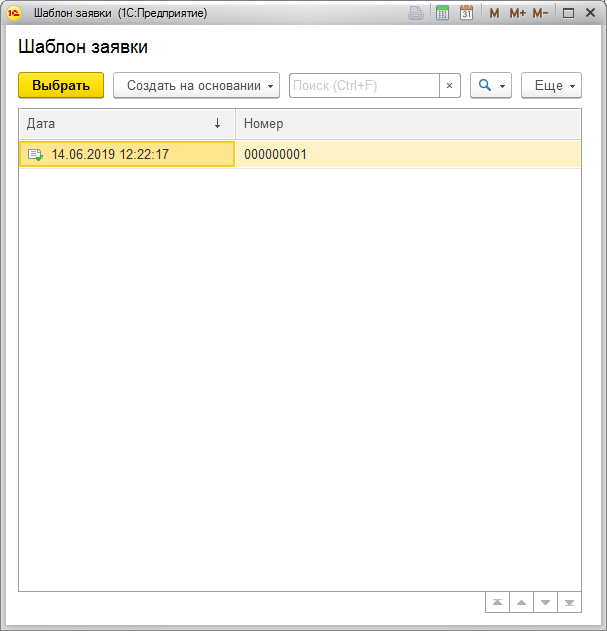 Шаблон заявки (1С:Предприятие)
31 M M+ M-
Шаблон заявки
Выбрать Создать на основании Поиск (Ctrl+F) × Еще
Дата ↓ Номер
14.06.2019 12:22:17 000000001